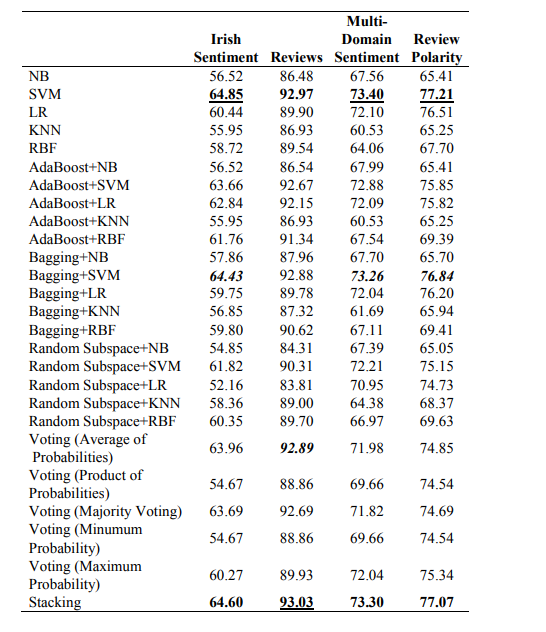 Multi-
Irish Domain Review
Sentiment Reviews Sentiment Polarity
NB 56.52 86.48 67.56 65.41
SVM 64.85 92.97 73.40 77.21
LR 60.44 89.90 72.10 76.51
KNN 55.95 86.93 60.53 65.25
RBF 58.72 89.54 64.06 67.70
AdaBoost+NB 56.52 86.54 67.99 65.41
AdaBoost+SVM 63.66 92.67 72.88 75.85
AdaBoost+LR 62.84 92.15 72.09 75.82
AdaBoost+KNN 55.95 86.93 60.53 65.25
AdaBoost+RBF 61.76 91.34 67.54 69.39
Bagging+NB 57.86 87.96 67.70 65.70
Bagging+SVM 64.43 92.88 73.26 76.84
Bagging+LR 59.75 89.78 72.04 76.20
Bagging+KNN 56.85 87.32 61.69 65.94
Bagging+RBF 59.80 90.62 67.11 69.41
Random Subspace+NB 54.85 84.31 67.39 65.05
Random Subspace+SVM 61.82 90.31 72.21 75.15
Random Subspace+LR 52.16 83.81 70.95 74.73
Random Subspace+KNN 58.36 89.00 64.38 68.37
Random Subspace+RBF 60.35 89.70 66.97 69.63
Voting (Average of
Probabilities) 63.96 92.89 71.98 74.85
Voting (Product of
Probabilities) 54.67 88.86 69.66 74.54
Voting (Majority Voting) 63.69 92.69 71.82 74.69
Voting (Minumum
Probability) 54.67 88.86 69.66 74.54
Voting (Maximum
Probability) 60.27 89.93 72.04 75.34
Stacking 64.60 93.03 73.30 77.07